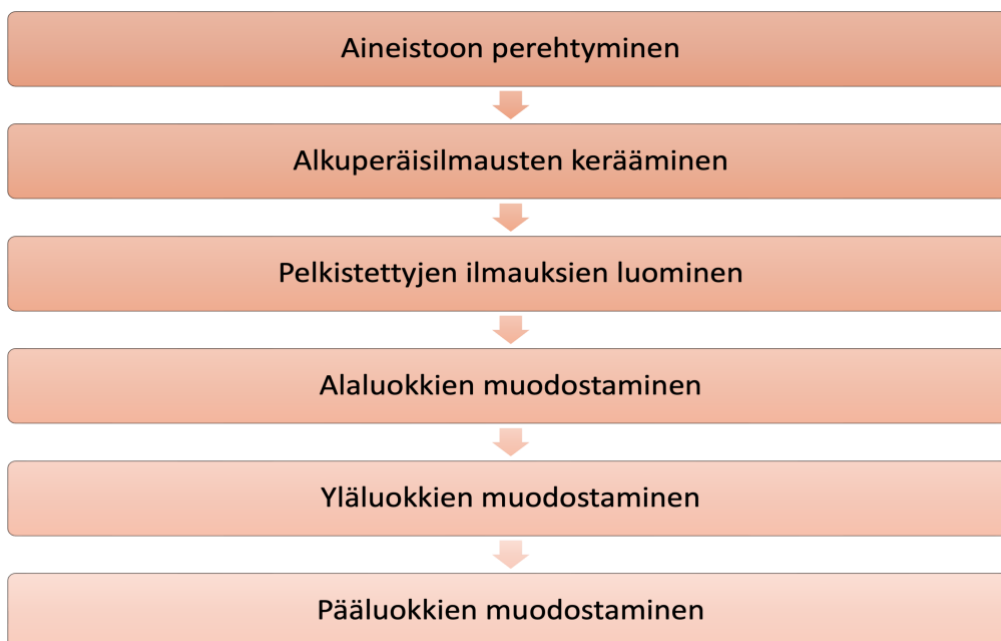 Aineistoon perehtyminen
Alkuperäisilmausten kerääminen
Pelkistettyjen ilmauksien luominen
Alaluokkien muodostaminen
Yläluokkien muodostaminen
Pääluokkien muodostaminen